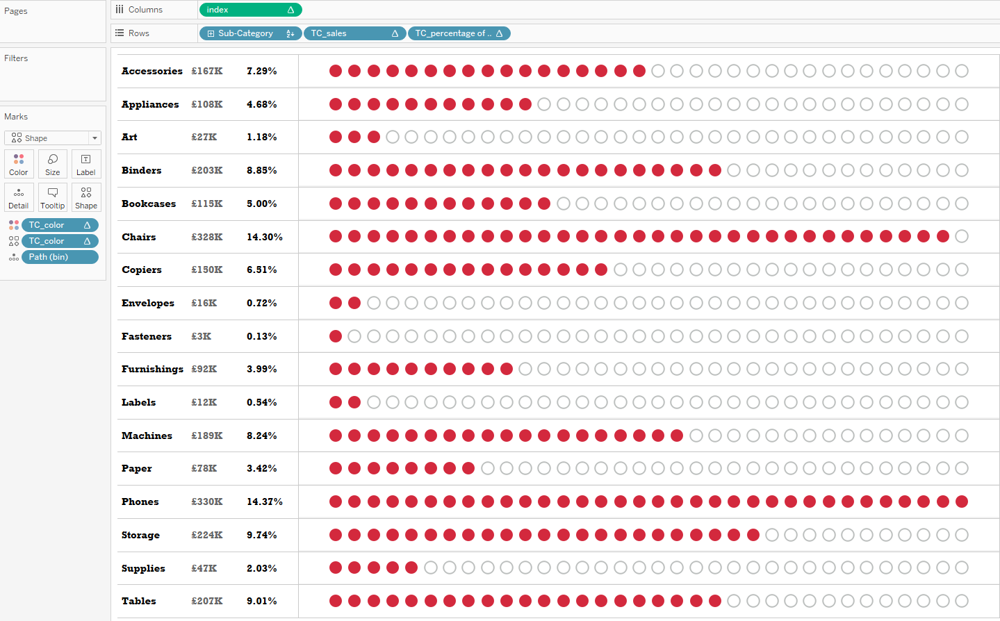 Pages
Columns
index
Rows
Sub-Category
TC_sales
TC_percentage of ..
Filters
Marks
Shape
Color Size Label
Detail Tooltip Shape
TC_color
TC_color
Path (bin)
Accessories £167K 7.29%
Appliances £108K 4.68%
Art £27K 1.18%
Binders £203K 8.85%
Bookcases £115K 5.00%
Chairs £328K 14.30%
Copiers £150K 6.51%
Envelopes £16K 0.72%
Fasteners £3K 0.13%
Furnishings £92K 3.99%
Labels £12K 0.54%
Machines £189K 8.24%
Paper £78K 3.42%
Phones £330K 14.37%
Storage £224K 9.74%
Supplies £47K 2.03%
Tables £207K 9.01%